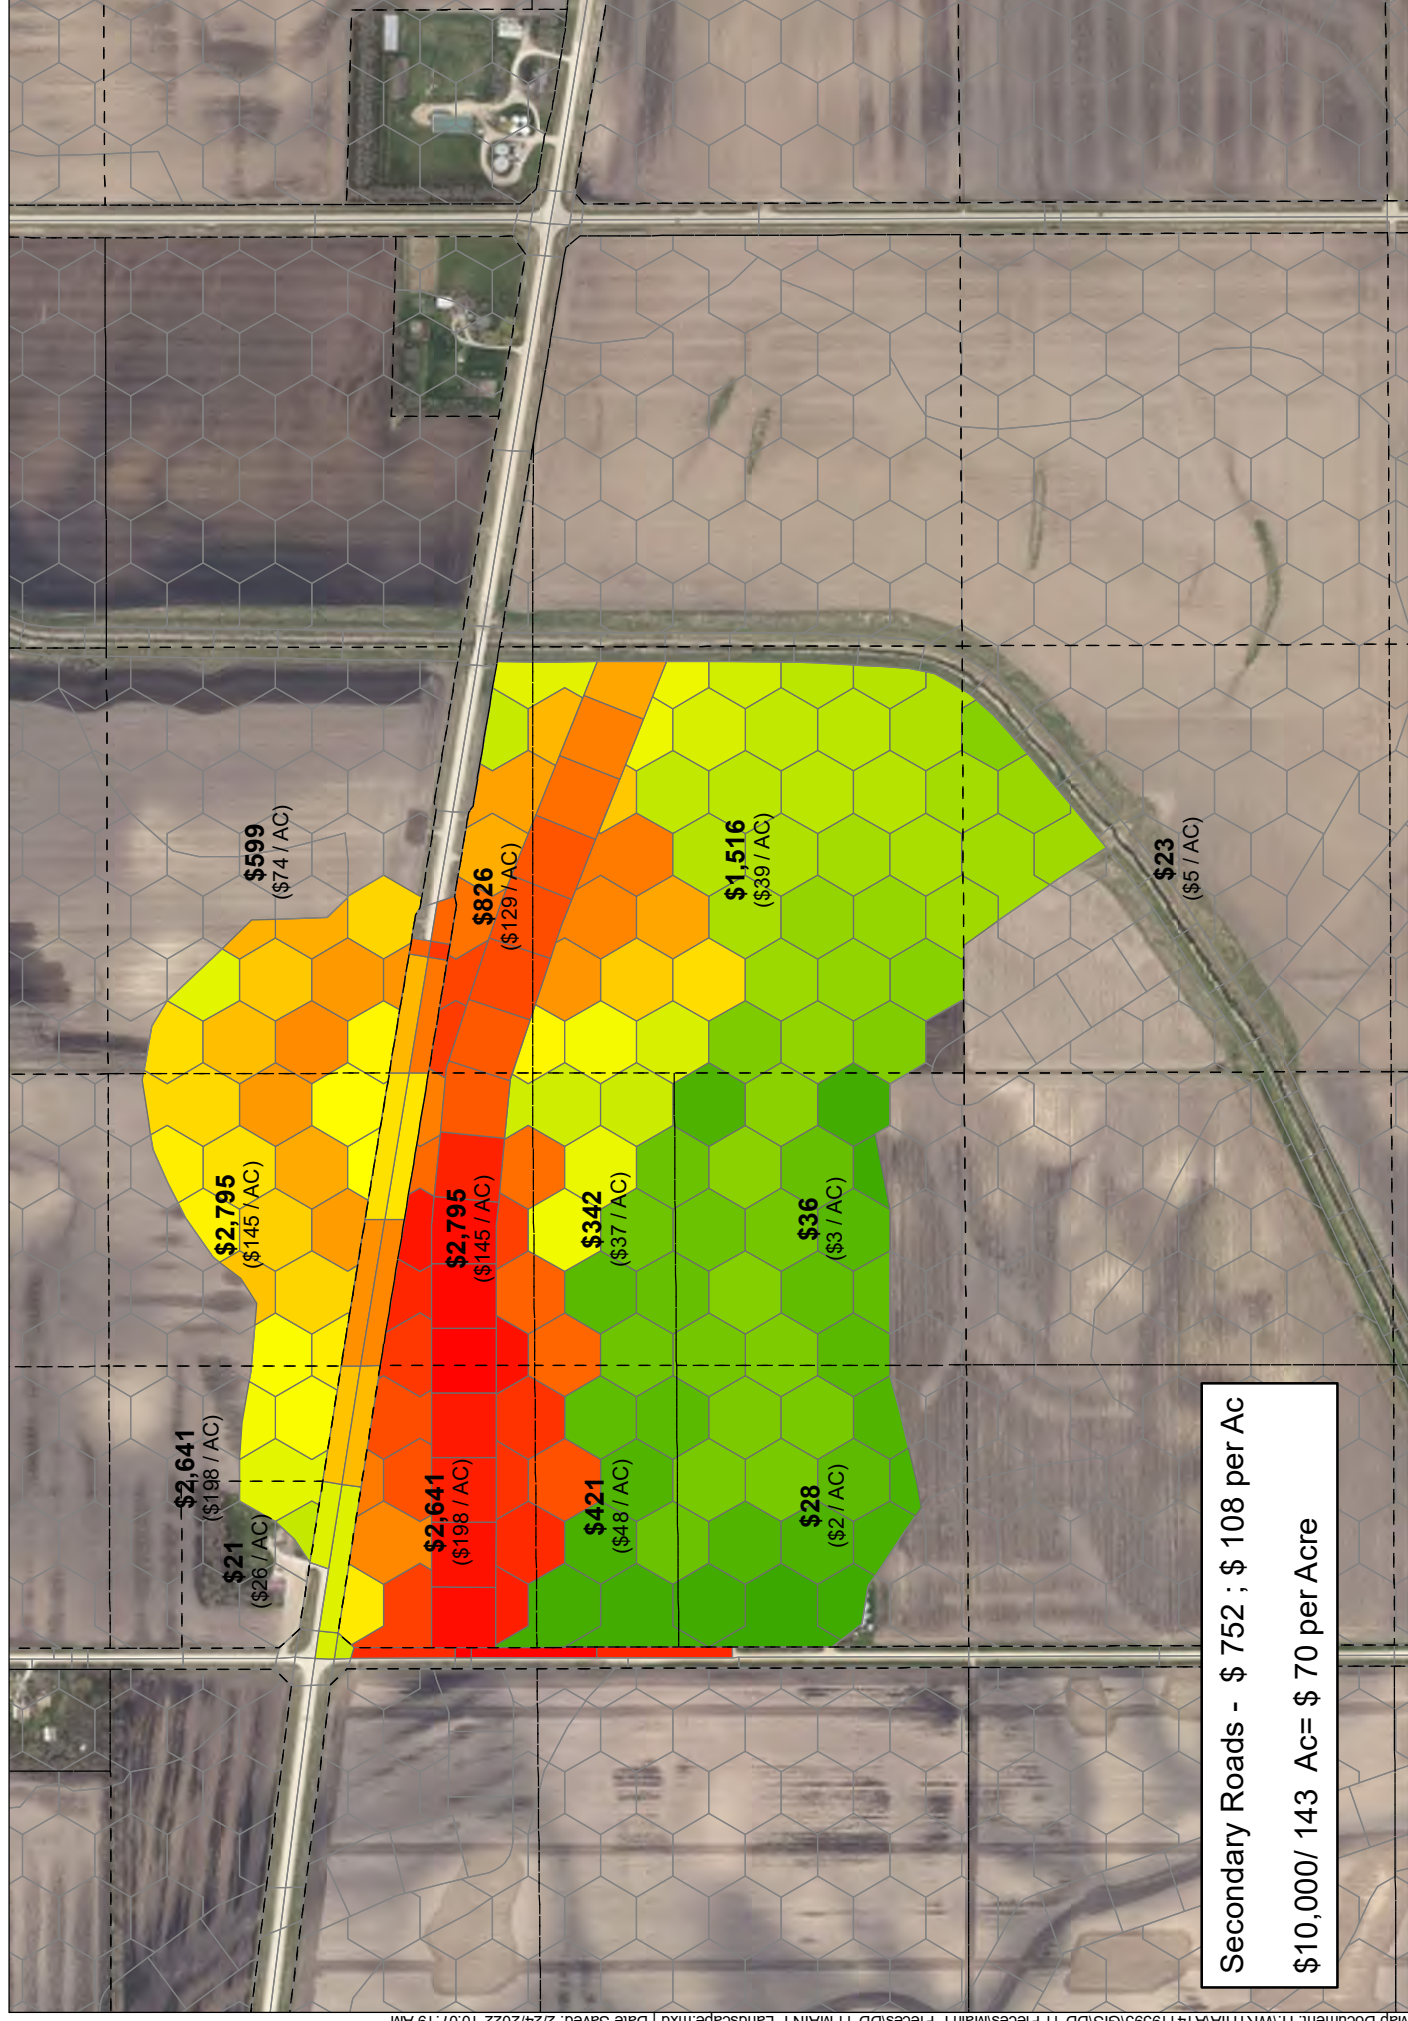 $2,641
($198 / AC)
$21
($26 / AC)
$2,795
($145 / AC)
$599
($74 / AC)
$2,641
($198 / AC)
$2,795
($145 / AC)
$826
($129 / AC)
$421
($48 / AC)
$342
($37 / AC)
$1,516
($39 / AC)
$28
($2 / AC)
$36
($3 / AC)
$23
($5 / AC)
Secondary Roads - $ 752 ; $ 108 per Ac
$10,000/ 143 Ac= $ 70 per Acre